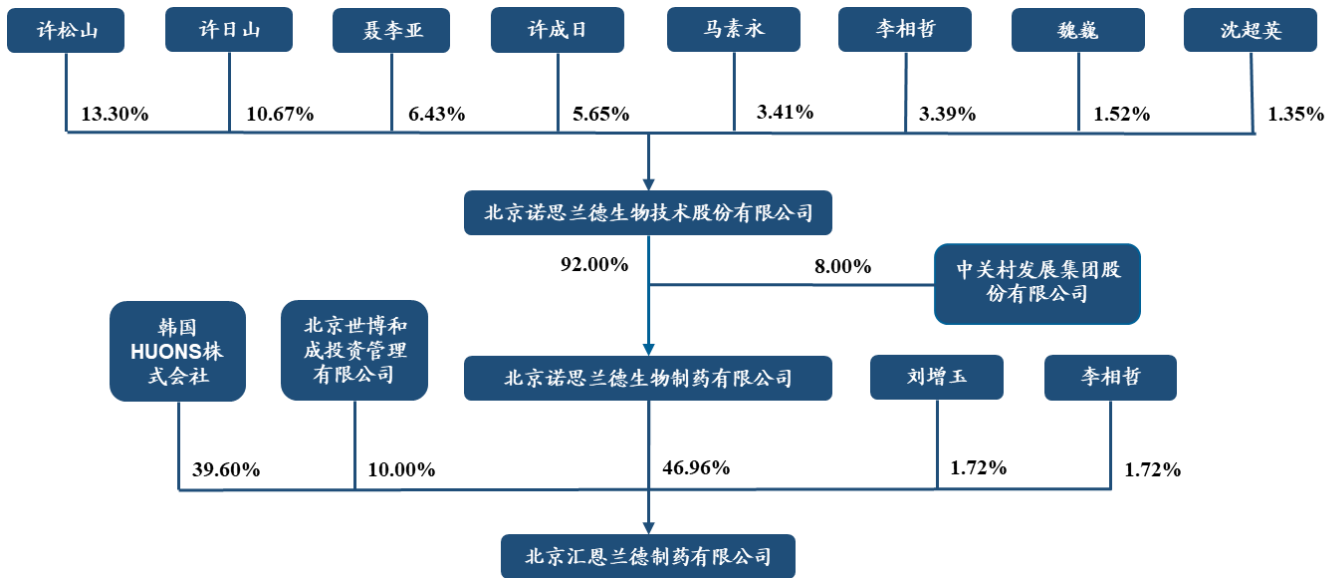 许松山
许日山
聂李亚
许成日
马素永
李相哲
魏巍
沈超英
13.30%
10.67%
6.43%
5.65%
3.41%
3.39%
1.52%
1.35%
北京诺思兰德生物技术股份有限公司
92.00%
8.00%
中关村发展集团股
份有限公司
韩国
HUONS株
式会社
北京世博和
成投资管理
有限公司
北京诺思兰德生物制药有限公司
刘增玉
李相哲
39.60%
10.00%
46.96%
1.72%
1.72%
北京汇恩兰德制药有限公司